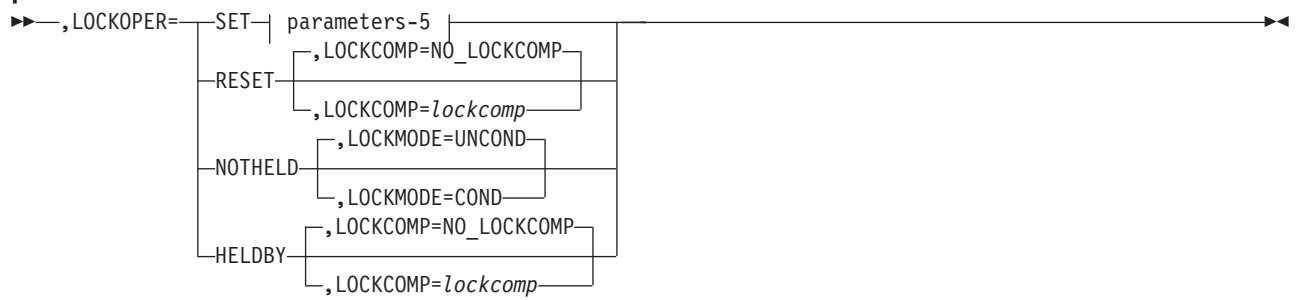 ,LOCKOPER= SET parameters-5
,LOCKCOMP=NO_LOCKCOMP
RESET
,LOCKCOMP=lockcomp
,LOCKMODE=UNCOND
NOTHELD
,LOCKMODE=COND
,LOCKCOMP=NO_LOCKCOMP
HELDBY
,LOCKCOMP=lockcomp